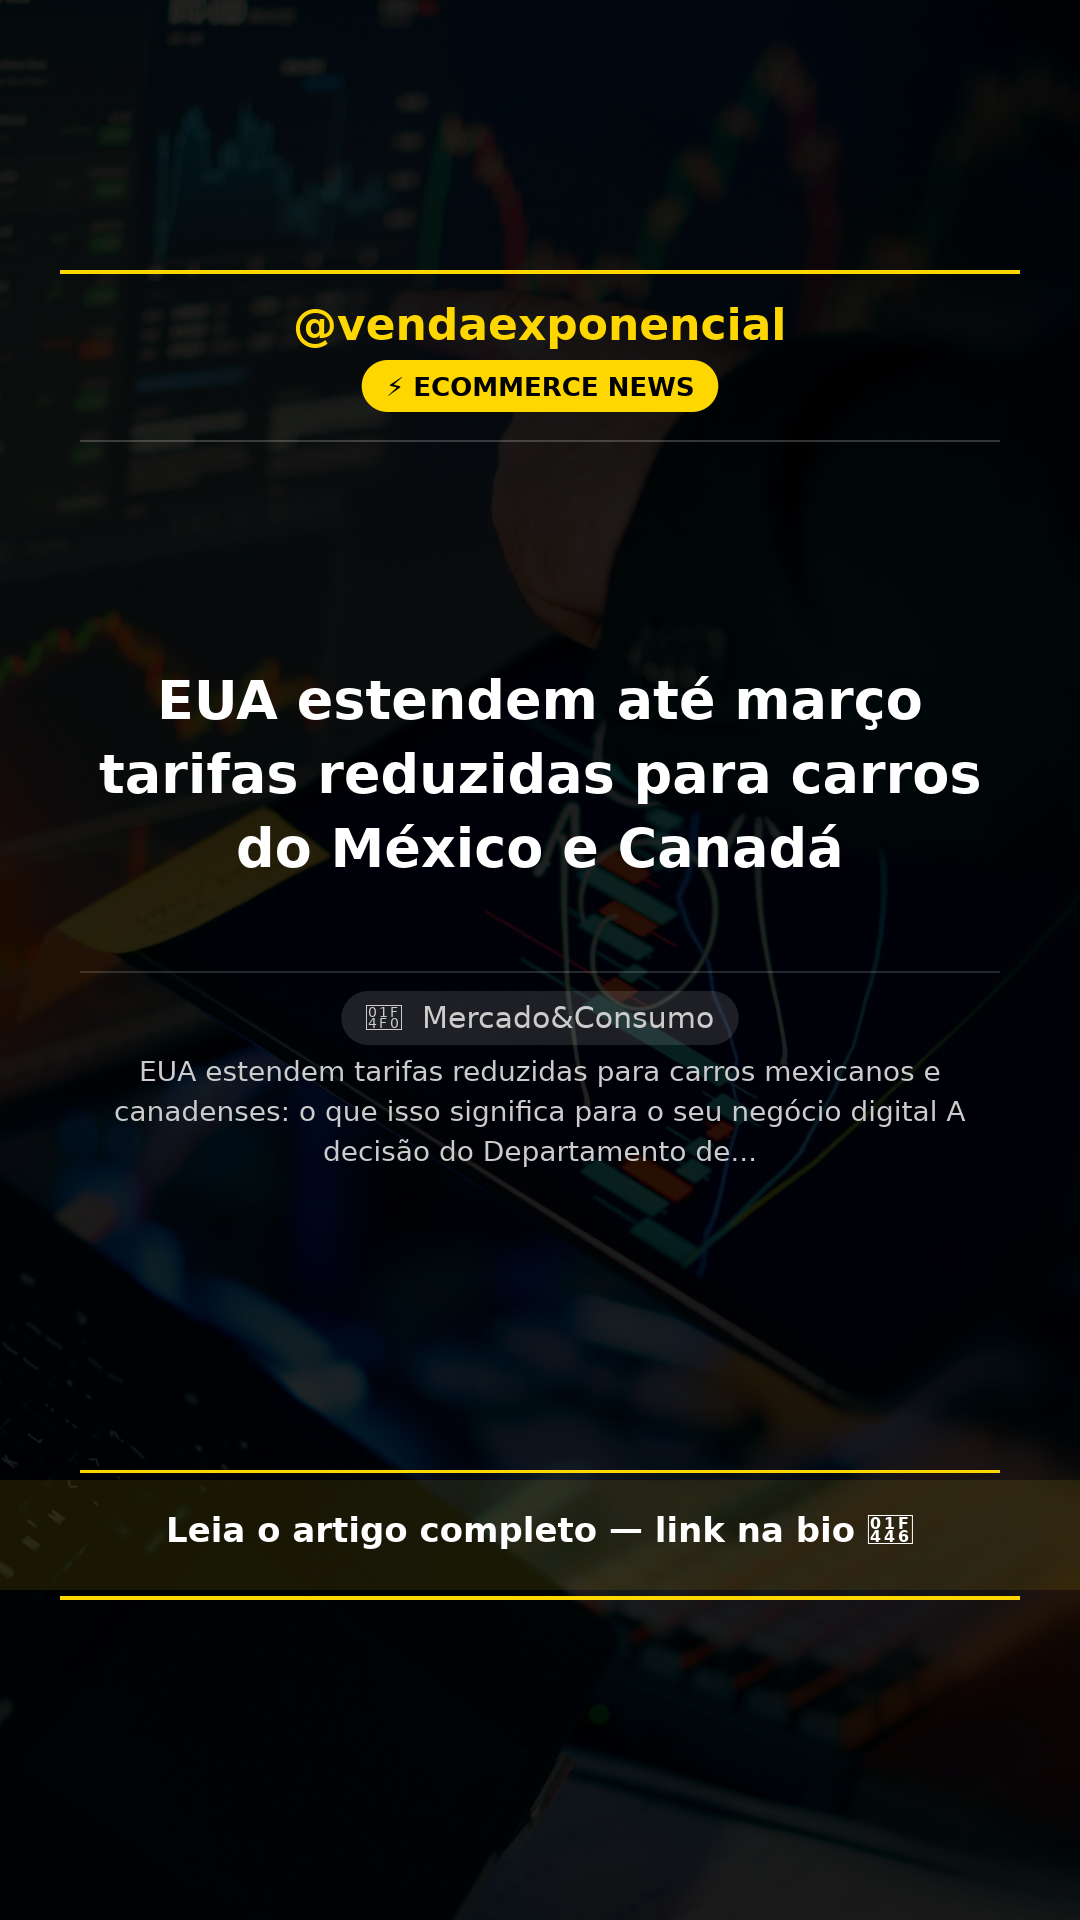 @vendaexponencial
⚡ ECOMMERCE NEWS
EUA estendem até março
tarifas reduzidas para carros
do México e Canadá
Mercado&Consumo
EUA estendem tarifas reduzidas para carros mexicanos e
canadenses: o que isso significa para o seu negócio digital A
decisão do Departamento de...
Leia o artigo completo — link na bio